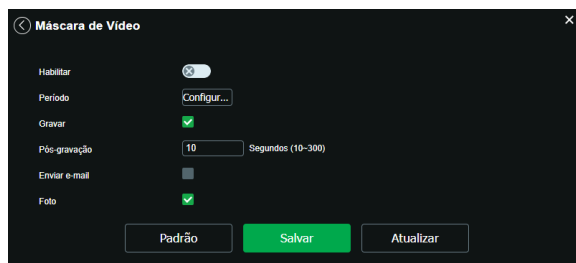 Máscara de Vídeo
Habilitar
Período Configur...
Gravar
Pós-gravação 10 Segundos (10~300)
Enviar e-mail
Foto
Padrão Salvar Atualizar